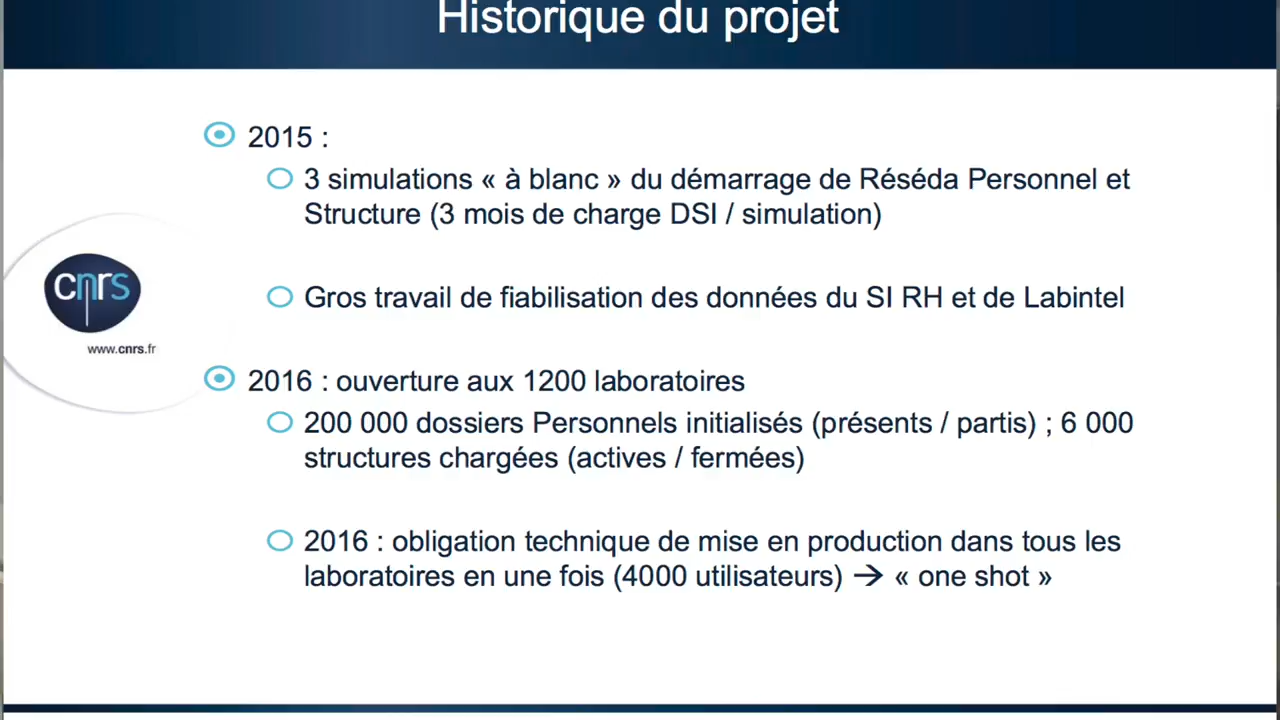 Historique du projet
2015 :
3 simulations « à blanc » du démarrage de Réséda Personnel et
Structure (3 mois de charge DSI / simulation)
Gros travail de fiabilisation des données du SI RH et de Labintel
cnrs
www.cnrs.fr
2016 : ouverture aux 1200 laboratoires
200 000 dossiers Personnels initialisés (présents / partis) ; 6 000
structures chargées (actives / fermées)
2016 : obligation technique de mise en production dans tous les
laboratoires en une fois (4000 utilisateurs) → « one shot »